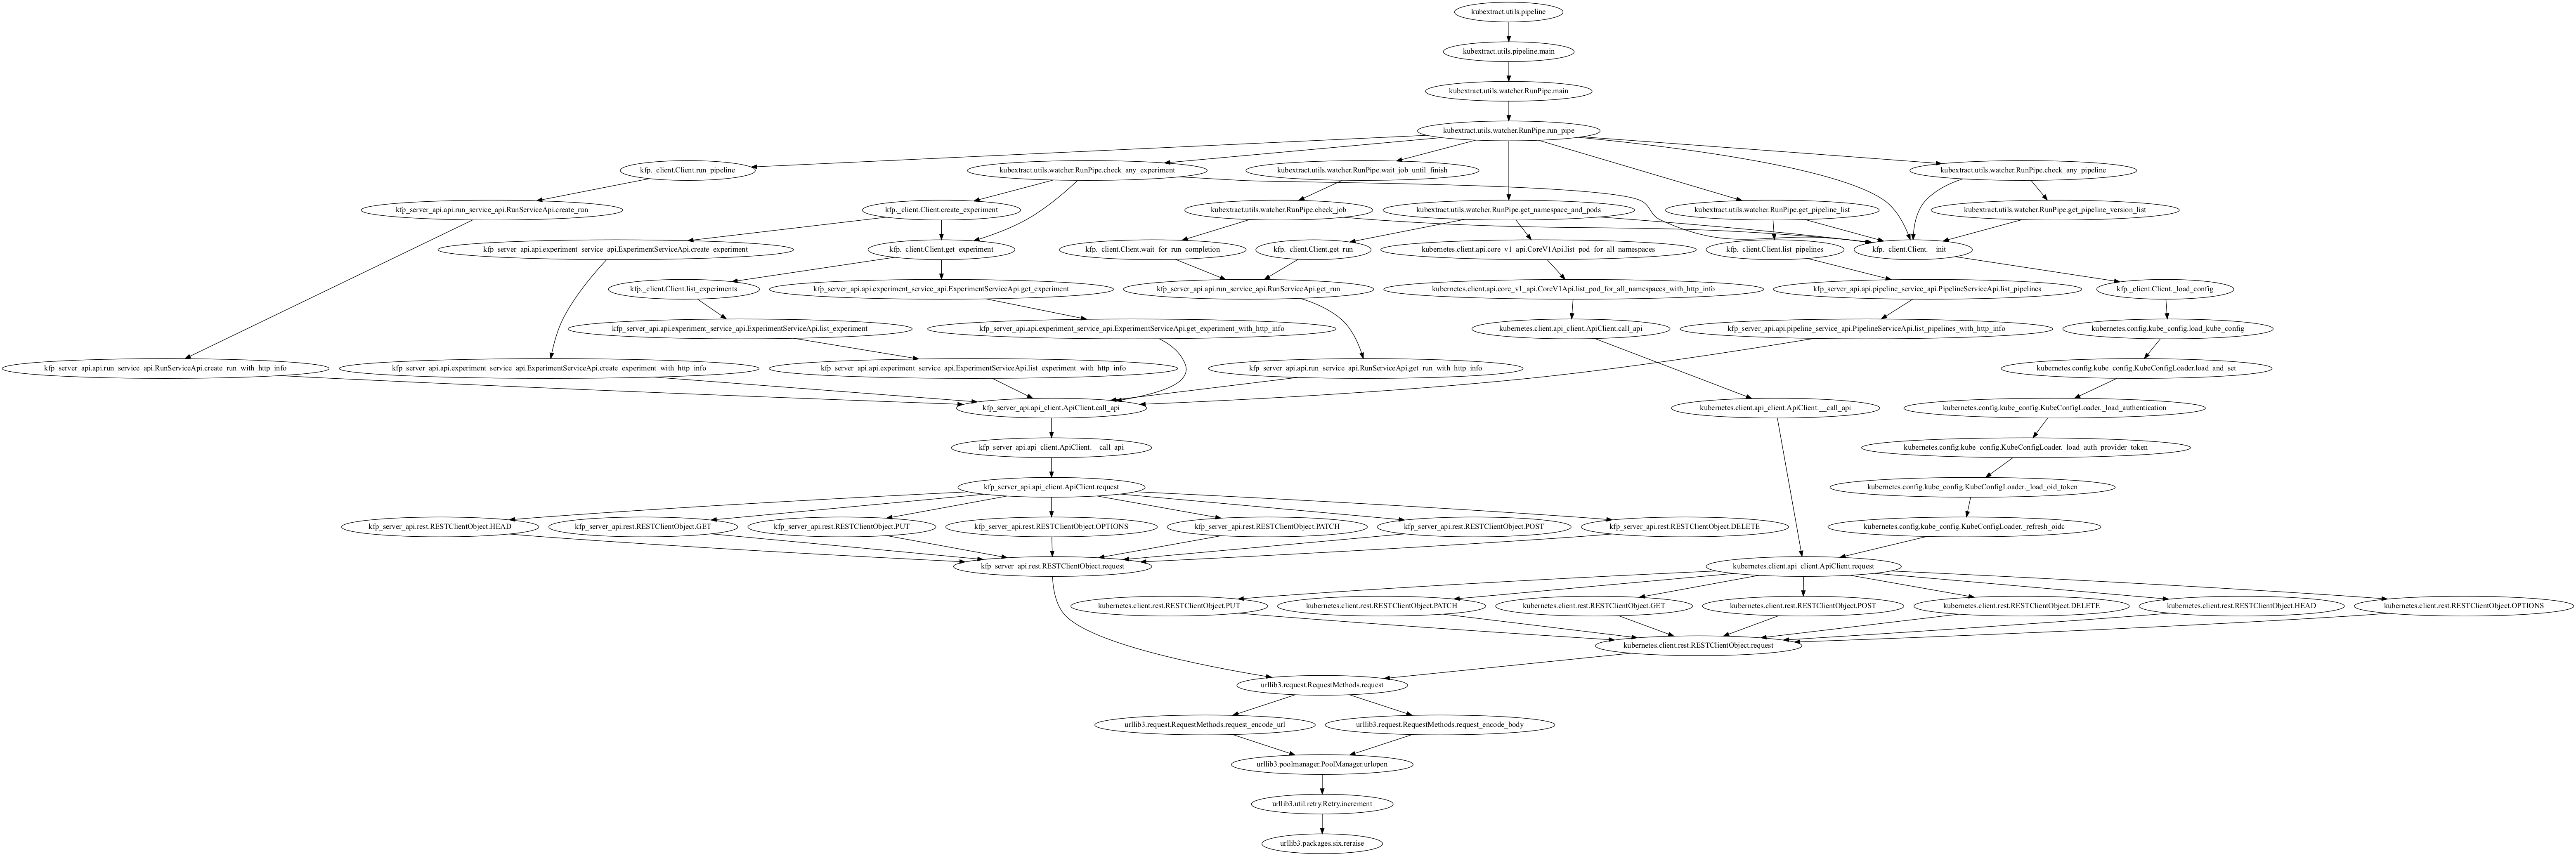 kubextract.utils.pipeline
kubextract.utils.pipeline.main
kubextract.utils.watcher.RunPipe.main
kubextract.utils.watcher.RunPipe.run_pipe
kfp._client.Client.run_pipeline
kubextract.utils.watcher.RunPipe.check_any_experiment
kubextract.utils.watcher.RunPipe.wait_job_until_finish
kubextract.utils.watcher.RunPipe.check_any_pipeline
kfp_server_api.api.run_service_api.RunServiceApi.create_run
kfp._client.Client.create_experiment
kubextract.utils.watcher.RunPipe.check_job
kubextract.utils.watcher.RunPipe.get_namespace_and_pods
kubextract.utils.watcher.RunPipe.get_pipeline_list
kubextract.utils.watcher.RunPipe.get_pipeline_version_list
kfp_server_api.api.experiment_service_api.ExperimentServiceApi.create_experiment
kfp._client.Client.get_experiment
kfp._client.Client.wait_for_run_completion
kfp._client.Client.get_run
kubernetes.client.api.core_v1_api.CoreV1Api.list_pod_for_all_namespaces
kfp._client.Client.list_pipelines
kfp._client.Client.__init__
kfp._client.Client.list_experiments
kfp_server_api.api.experiment_service_api.ExperimentServiceApi.get_experiment
kfp_server_api.api.run_service_api.RunServiceApi.get_run
kubernetes.client.api.core_v1_api.CoreV1Api.list_pod_for_all_namespaces_with_http_info
kfp_server_api.api.pipeline_service_api.PipelineServiceApi.list_pipelines
kfp._client.Client._load_config
kfp_server_api.api.experiment_service_api.ExperimentServiceApi.list_experiment
kfp_server_api.api.experiment_service_api.ExperimentServiceApi.get_experiment_with_http_info
kubernetes.client.api_client.ApiClient.call_api
kfp_server_api.api.pipeline_service_api.PipelineServiceApi.list_pipelines_with_http_info
kubernetes.config.kube_config.load_kube_config
kfp_server_api.api.run_service_api.RunServiceApi.create_run_with_http_info
kfp_server_api.api.experiment_service_api.ExperimentServiceApi.create_experiment_with_http_info
kfp_server_api.api.experiment_service_api.ExperimentServiceApi.list_experiment_with_http_info
kfp_server_api.api.run_service_api.RunServiceApi.get_run_with_http_info
kubernetes.config.kube_config.KubeConfigLoader.load_and_set
kfp_server_api.api_client.ApiClient.call_api
kubernetes.client.api_client.ApiClient.__call_api
kubernetes.config.kube_config.KubeConfigLoader._load_authentication
kfp_server_api.api_client.ApiClient.__call_api
kubernetes.config.kube_config.KubeConfigLoader._load_auth_provider_token
kfp_server_api.api_client.ApiClient.request
kubernetes.config.kube_config.KubeConfigLoader._load_oid_token
kfp_server_api.rest.RESTClientObject.HEAD
kfp_server_api.rest.RESTClientObject.GET
kfp_server_api.rest.RESTClientObject.PUT
kfp_server_api.rest.RESTClientObject.OPTIONS
kfp_server_api.rest.RESTClientObject.PATCH
kfp_server_api.rest.RESTClientObject.POST
kfp_server_api.rest.RESTClientObject.DELETE
kubernetes.config.kube_config.KubeConfigLoader._refresh_oidc
kfp_server_api.rest.RESTClientObject.request
kubernetes.client.api_client.ApiClient.request
kubernetes.client.rest.RESTClientObject.PUT
kubernetes.client.rest.RESTClientObject.PATCH
kubernetes.client.rest.RESTClientObject.GET
kubernetes.client.rest.RESTClientObject.POST
kubernetes.client.rest.RESTClientObject.DELETE
kubernetes.client.rest.RESTClientObject.HEAD
kubernetes.client.rest.RESTClientObject.OPTIONS
kubernetes.client.rest.RESTClientObject.request
urllib3.request.RequestMethods.request
urllib3.request.RequestMethods.request_encode_url
urllib3.request.RequestMethods.request_encode_body
urllib3.poolmanager.PoolManager.urlopen
urllib3.util.retry.Retry.increment
urllib3.packages.six.reraise